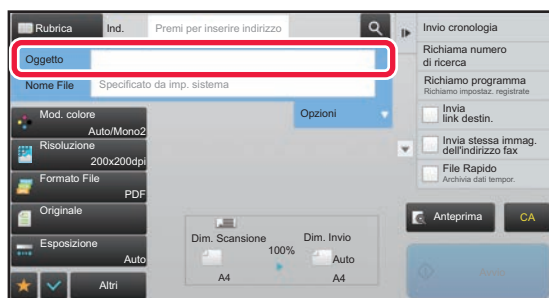 Rubrica
Ind.
Premi per inserire indirizzo
Oggetto
Nome File
Specificato da imp. sistema
Mod. colore
Auto/Mono2
Opzioni
Risoluzione
200x200dpi
Formato File
PDF
Originale
Esposizione
Auto
Altri
Dim. Scansione
100%
Dim. Invio
Auto
A4
A4
Invio cronologia
Richiama numero
di ricerca
Richiamo programma
Richiamo impostaz. registrate
Invia
link destin.
Invia stessa immag.
dell'indirizzo fax
File Rapido
Archivia dati tempor.
Anteprima
CA